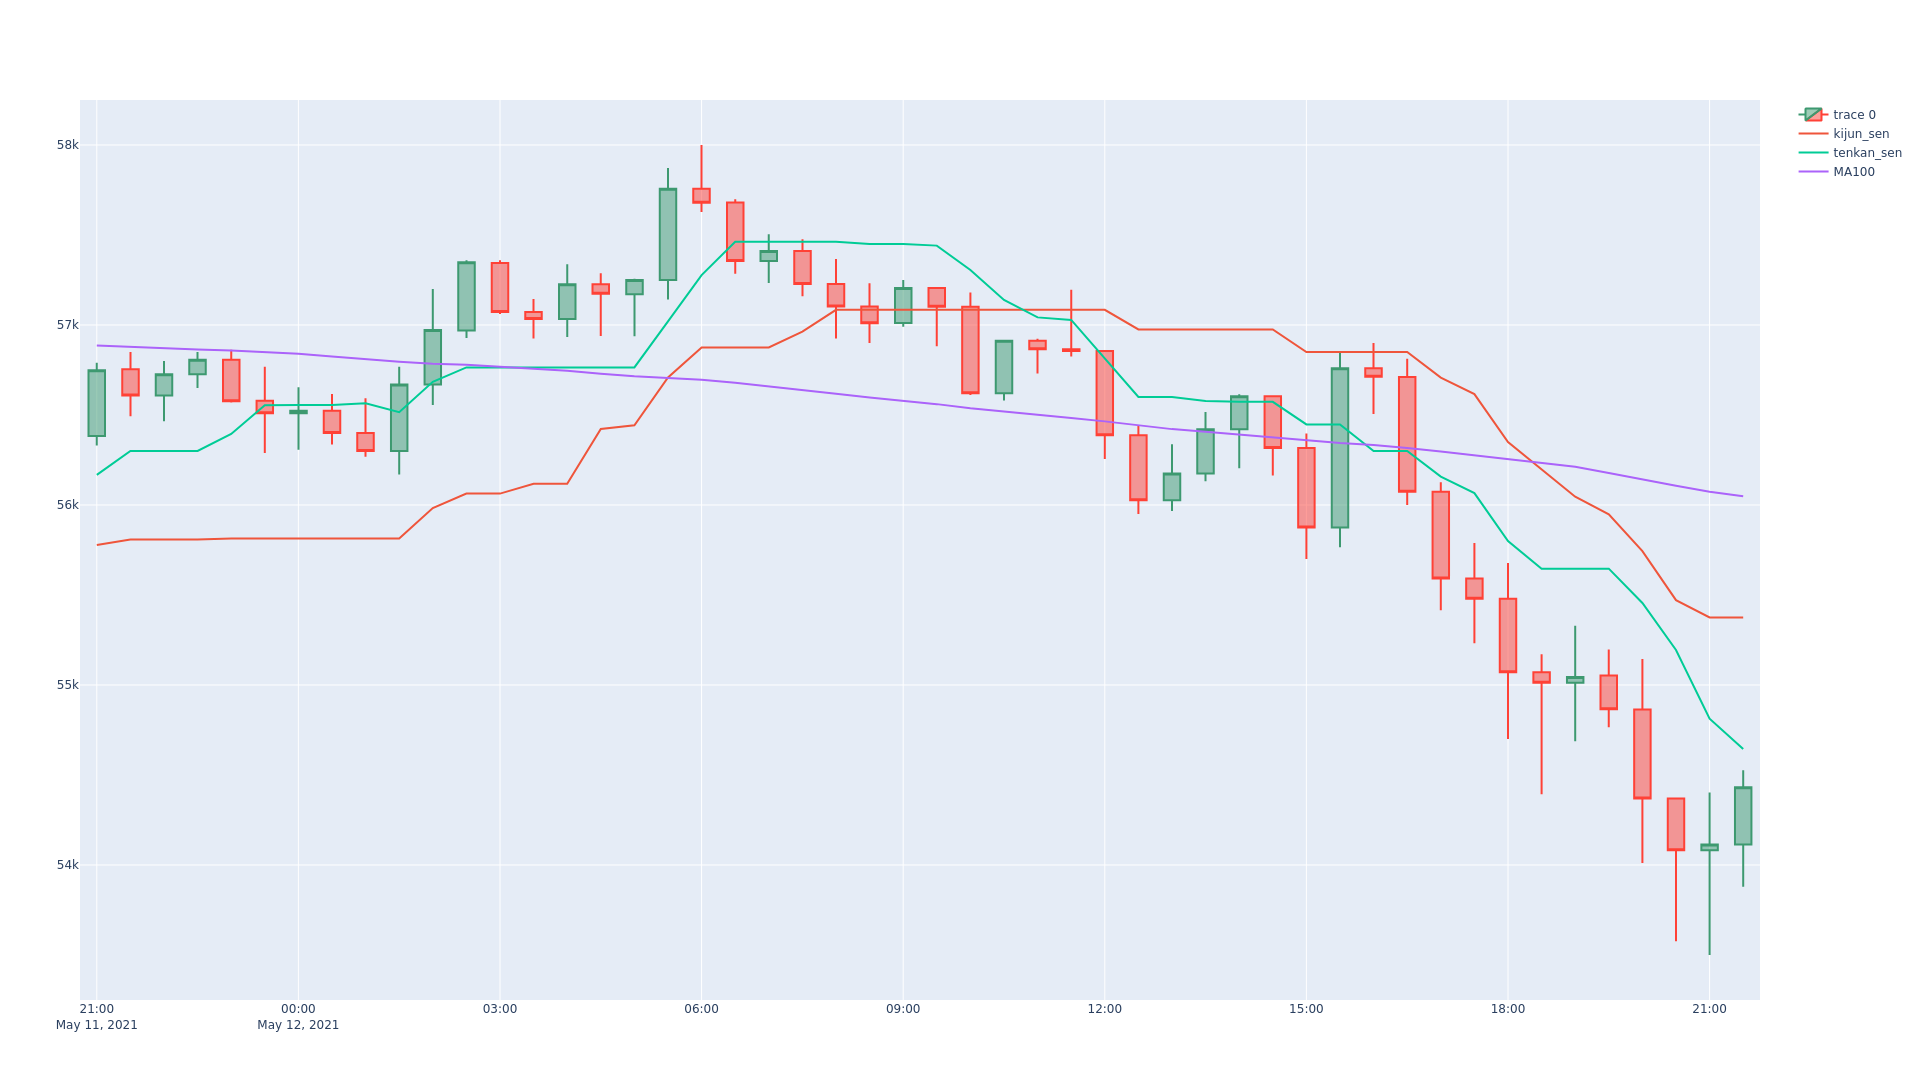 58k
57k
56k
55k
54k
21:00
May 11, 2021
00:00
May 12, 2021
03:00
06:00
09:00
12:00
15:00
18:00
21:00
trace 0
kijun_sen
tenkan_sen
MA100